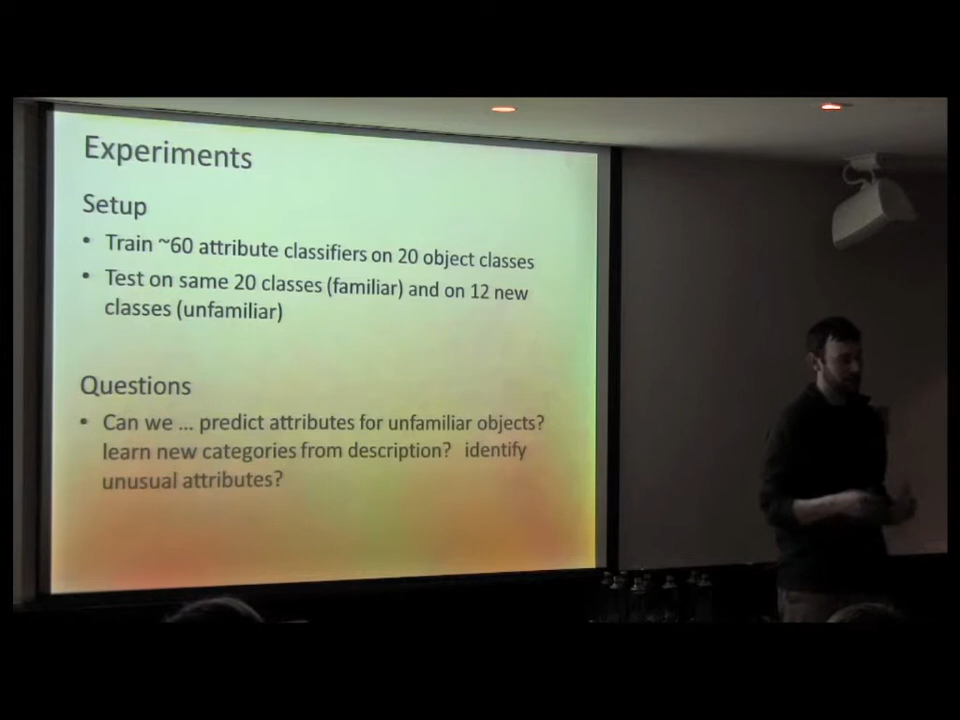 Experiments
Setup
• Train ~60 attribute classifiers on 20 object classes
• Test on same 20 classes (familiar) and on 12 new
classes (unfamiliar)
Questions
• Can we ... predict attributes for unfamiliar objects?
learn new categories from description?   identify
unusual attributes?